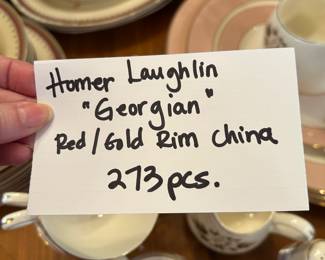 Homer Laughlin
"Georgian"
Red/Gold Rim China
273 pcs.